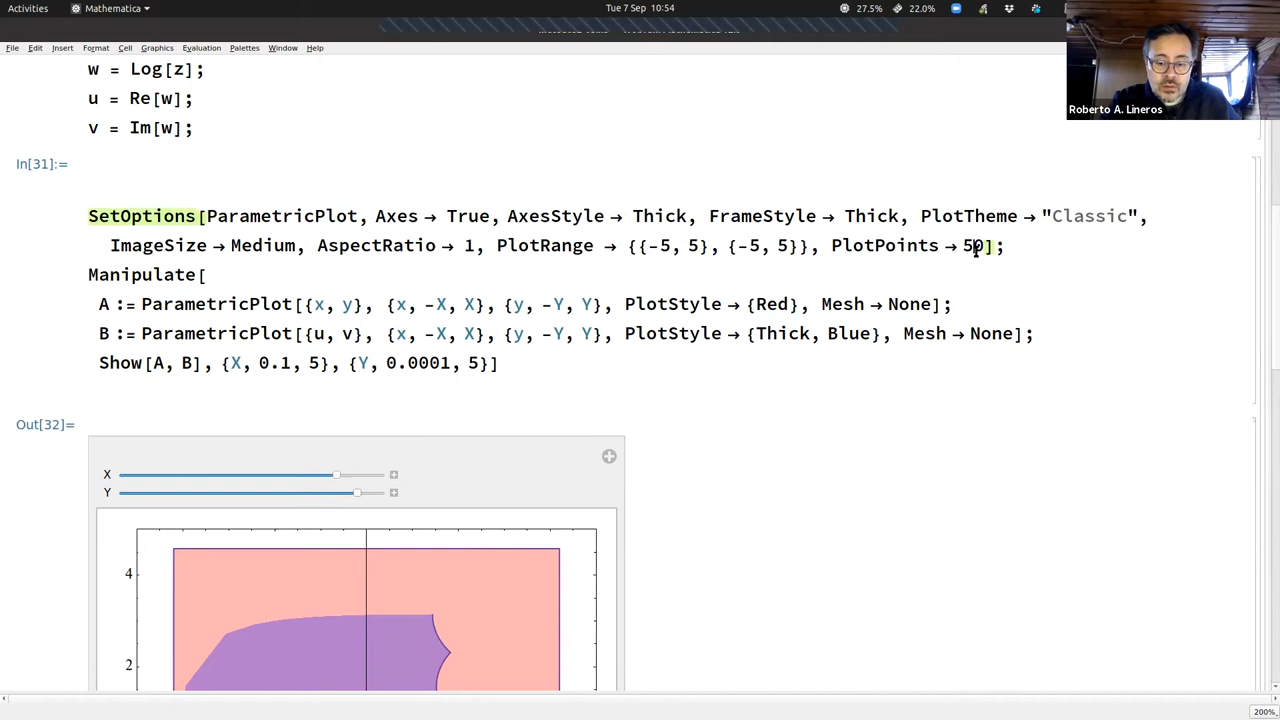 Activities Mathematica Tue 7 Sep 10:54 27.5% 22.0%
File Edit Insert Format Cell Graphics Evaluation Palettes Window Help
Roberto A. Lineros
w = Log[z];
u = Re[w];
v = Im[w];
In[31]:=
SetOptions[ParametricPlot, Axes → True, AxesStyle → Thick, FrameStyle → Thick, PlotTheme → "Classic",
ImageSize → Medium, AspectRatio → 1, PlotRange → {{-5, 5}, {-5, 5}}, PlotPoints → 50];
Manipulate[
A := ParametricPlot[{x, y}, {x, -X, X}, {y, -Y, Y}, PlotStyle → {Red}, Mesh → None];
B := ParametricPlot[{u, v}, {x, -X, X}, {y, -Y, Y}, PlotStyle → {Thick, Blue}, Mesh → None];
Show[A, B], {X, 0.1, 5}, {Y, 0.0001, 5}]
Out[32]=
X
Y
4
2
200%